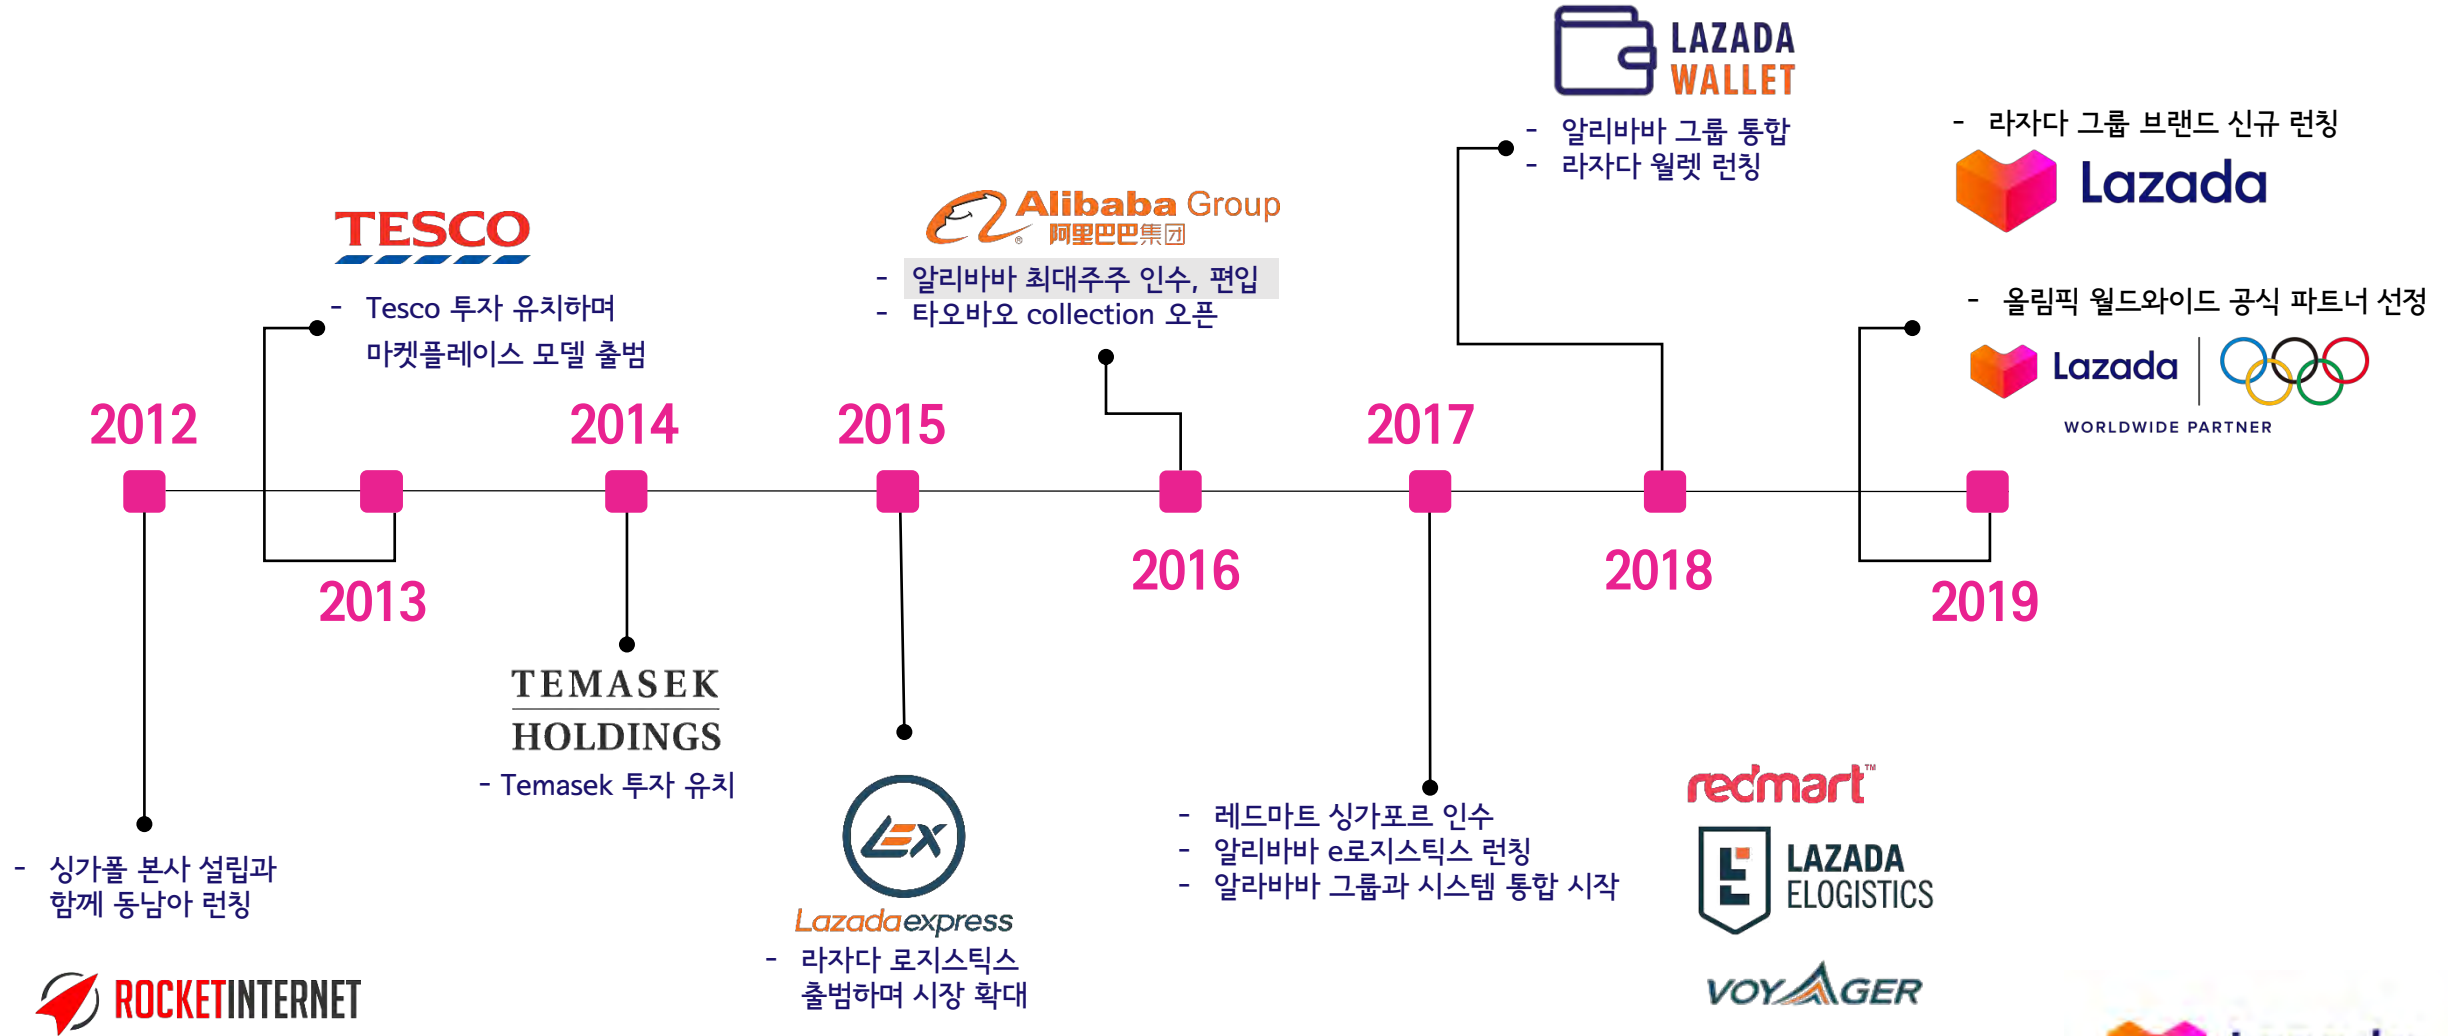 LAZADA
WALLET
- 알리바바 그룹 통합
- 라자다 월렛 런칭
- 라자다 그룹 브랜드 신규 런칭
Lazada
TESCO
- Tesco 투자 유치하며
마켓플레이스 모델 출범
Alibaba Group
阿里巴巴集团
- 알리바바 최대주주 인수, 편입
- 타오바오 collection 오픈
- 올림픽 월드와이드 공식 파트너 선정
Lazada
WORLDWIDE PARTNER
2012
2014
2015
2017
2013
2016
2018
2019
TEMASEK
HOLDINGS
- Temasek 투자 유치
LEX
Lazada express
- 라자다 로지스틱스
출범하며 시장 확대
- 레드마트 싱가포르 인수
- 알리바바 e로지스틱스 런칭
- 알라바바 그룹과 시스템 통합 시작
redmart™
LAZADA
ELOGISTICS
VOYAGER
- 싱가폴 본사 설립과
함께 동남아 런칭
ROCKET INTERNET